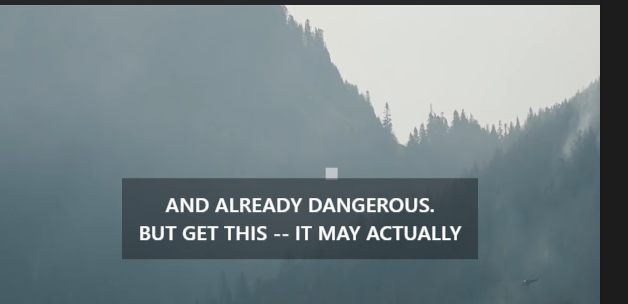 AND ALREADY DANGEROUS.
BUT GET THIS -- IT MAY ACTUALLY